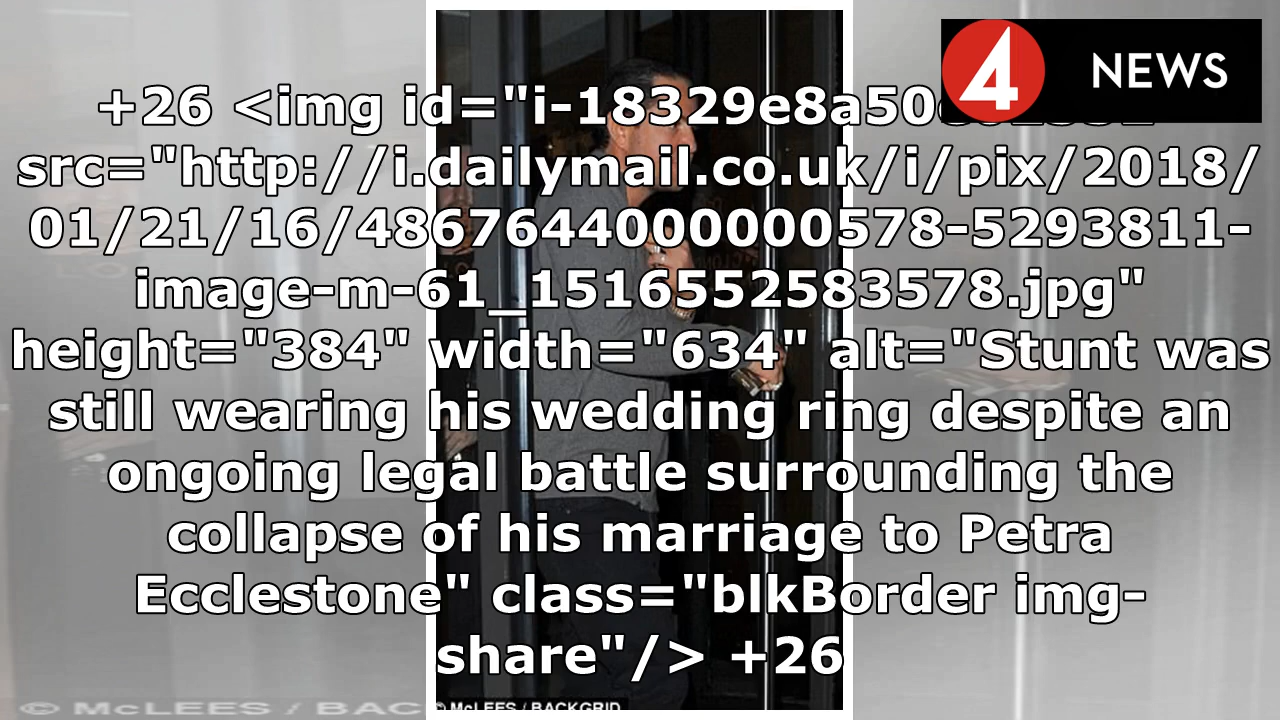 4 NEWS
+26 <img id="i-18329e8a50
src="http://i.dailymail.co.uk/i/pix/2018/
01/21/16/4867644000000578-5293811-
image-m-61_1516552583578.jpg"
height="384" width="634" alt="Stunt was
still wearing his wedding ring despite an
ongoing legal battle surrounding the
collapse of his marriage to Petra
Ecclestone" class="blkBorder img-
share"/> +26
© McLEES / BAC
© McLEES / BACKGRID